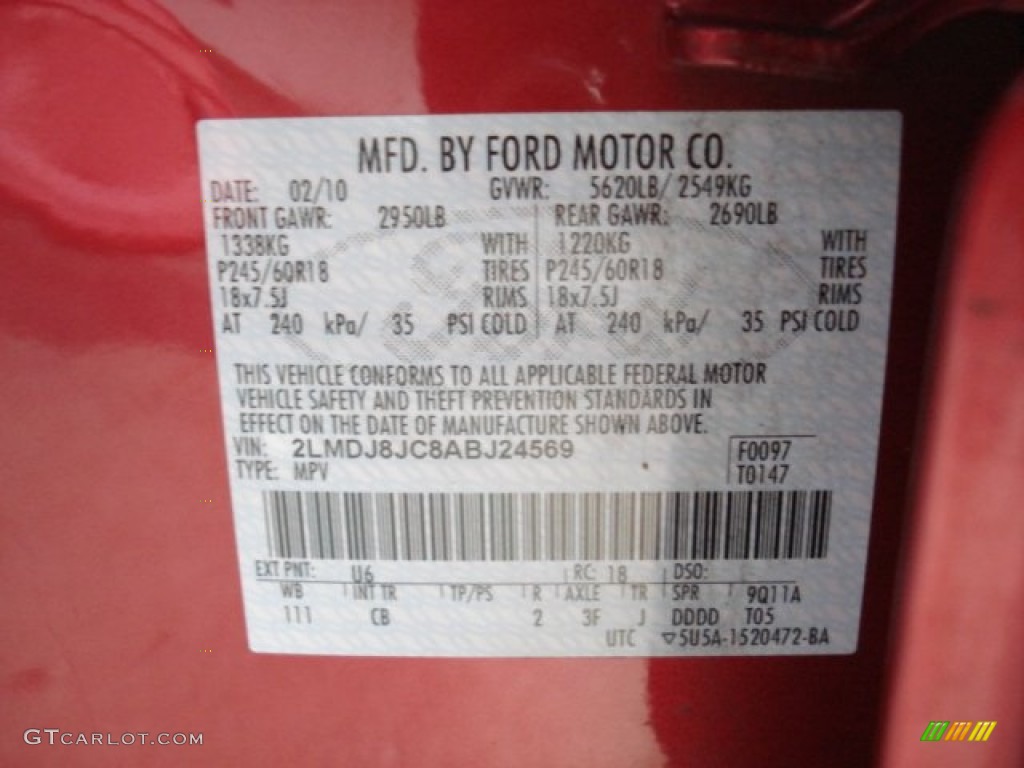 MFD. BY FORD MOTOR CO.
DATE: 02/10 GVWR: 5620LB/ 2549KG
FRONT GAWR: 2950LB REAR GAWR: 2690LB
1338KG WITH 1220KG WITH
P245/60R18 TIRES P245/60R18 TIRES
18x7.5J RIMS 18x7.5J RIMS
AT 240 kPa/ 35 PSI COLD AT 240 kPa/ 35 PSI COLD
THIS VEHICLE CONFORMS TO ALL APPLICABLE FEDERAL MOTOR
VEHICLE SAFETY AND THEFT PREVENTION STANDARDS IN
EFFECT ON THE DATE OF MANUFACTURE SHOWN ABOVE.
VIN: 2LMDJ8JC8ABJ24569 F0097
TYPE: MPV T0147
EXT PNT: U6 RC: 18 DSO:
WB INT TR TP/PS R AXLE TR SPR 9Q11A
111 CB 2 3F J DDDD T05
UTC ▽5U5A-1520472-BA
GTCARLOT.COM